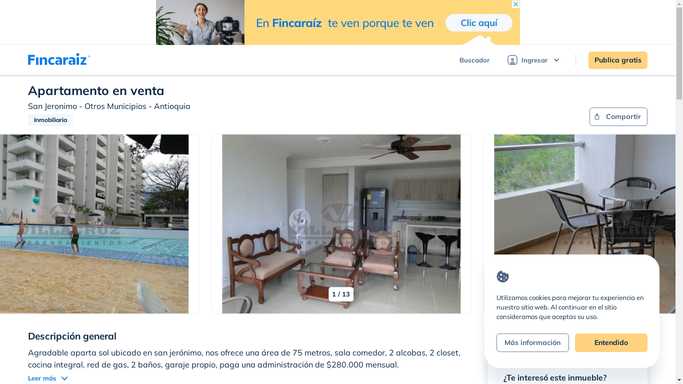 En Fincaraíz te ven porque te ven
Clic aquí
Fincaraiz
Buscador
Ingresar
Publica gratis
Apartamento en venta
San Jeronimo - Otros Municipios - Antioquia
Inmobiliaria
Compartir
1 / 13
Utilizamos cookies para mejorar tu experiencia en
nuestro sitio web. Al continuar en el sitio
consideramos que aceptas su uso.
Más información
Entendido
Descripción general
Agradable aparta sol ubicado en san jerónimo, nos ofrece una área de 75 metros, sala comedor, 2 alcobas, 2 closet,
cocina integral, red de gas, 2 baños, garaje propio, paga una administración de $280.000 mensual.
Leer más
¿Te interesó este inmueble?